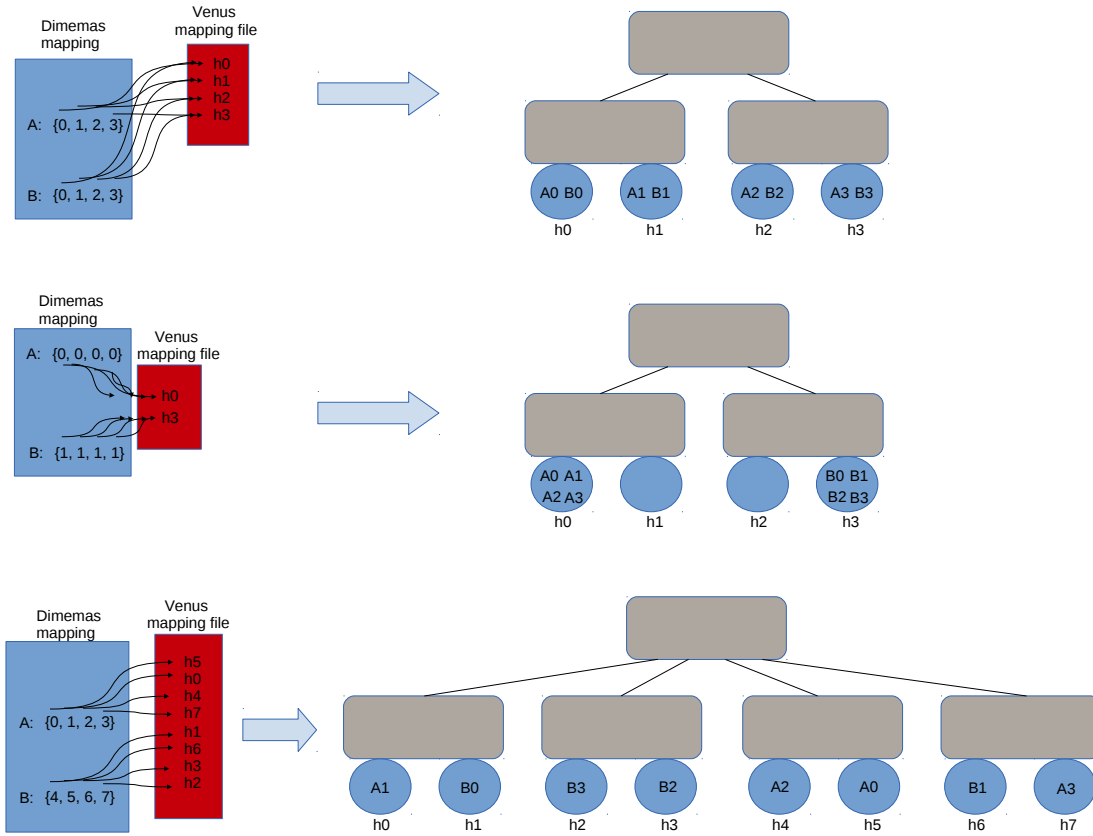 Dimemas
mapping
Venus
mapping file
h0
h1
h2
h3
A: {0, 1, 2, 3}
B: {0, 1, 2, 3}
A0 B0
A1 B1
A2 B2
A3 B3
h0
h1
h2
h3
Dimemas
mapping
Venus
mapping file
A: {0, 0, 0, 0}
h0
h3
B: {1, 1, 1, 1}
A0 A1
A2 A3
B0 B1
B2 B3
h0
h1
h2
h3
Dimemas
mapping
Venus
mapping file
h5
h0
h4
h7
h1
h6
h3
h2
A: {0, 1, 2, 3}
B: {4, 5, 6, 7}
A1
B0
B3
B2
A2
A0
B1
A3
h0
h1
h2
h3
h4
h5
h6
h7